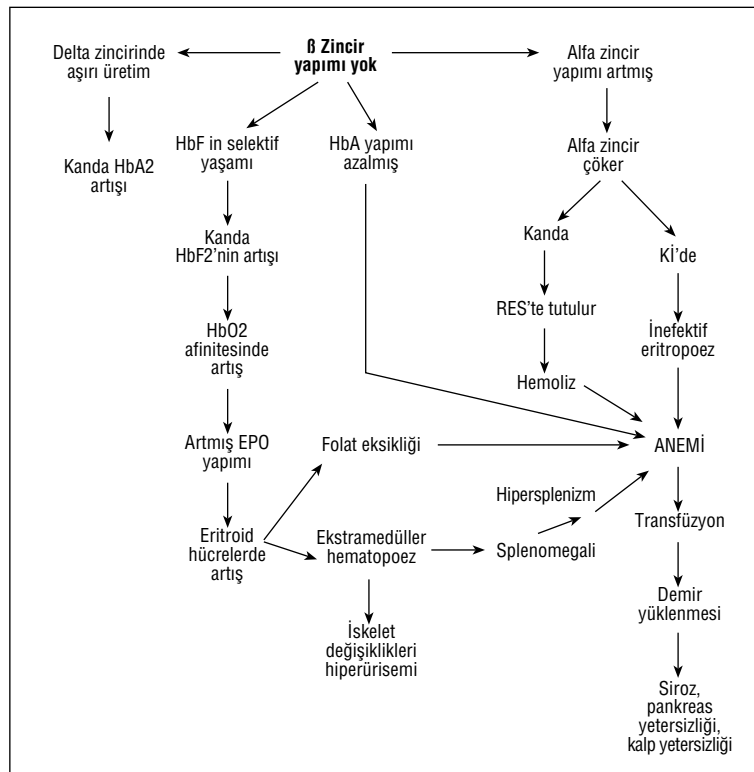 Delta zincirinde
aşırı üretim
ß Zincir
yapımı yok
Alfa zincir
yapımı artmış
Kanda HbA2
artışı
HbF in selektif
yaşamı
HbA yapımı
azalmış
Alfa zincir
çöker
Kanda
HbF2'nin artışı
Kanda
Kİ'de
HbO2
afinitesinde
artış
RES'te tutulur
İnefektif
eritropoez
Hemoliz
Artmış EPO
yapımı
Folat eksikliği
ANEMİ
Eritroid
hücrelerde
artış
Ekstramedüller
hematopoez
Hipersplenizm
Splenomegali
Transfüzyon
İskelet
değişiklikleri
hiperürisemi
Demir
yüklenmesi
Siroz,
pankreas
yetersizliği,
kalp yetersizliği